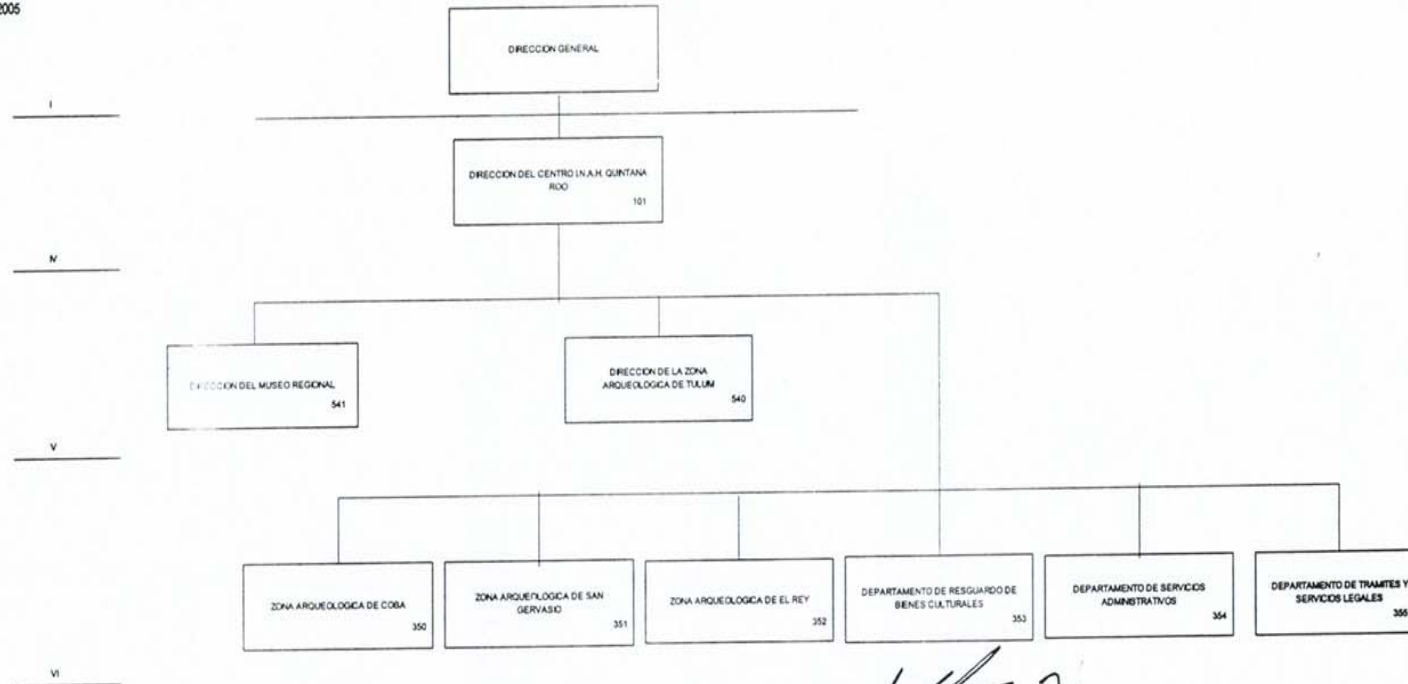 2005
DIRECCION GENERAL
I
DIRECCION DEL CENTRO I.N.A.H. QUINTANA
ROO
101
IV
DIRECCION DEL MUSEO REGIONAL
541
DIRECCION DE LA ZONA
ARQUEOLOGICA DE TULUM
540
V
ZONA ARQUEOLOGICA DE COBA
350
ZONA ARQUEOLOGICA DE SAN
GERVASIO
351
ZONA ARQUEOLOGICA DE EL REY
352
DEPARTAMENTO DE RESGUARDO DE
BIENES CULTURALES
353
DEPARTAMENTO DE SERVICIOS
ADMINISTRATIVOS
354
DEPARTAMENTO DE TRAMITES Y
SERVICIOS LEGALES
355
VI